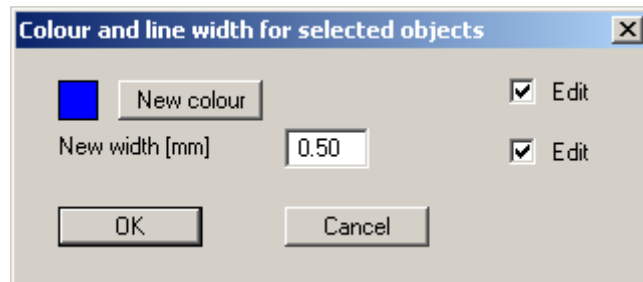 Colour and line width for selected objects
New colour
Edit
New width [mm]
0.50
Edit
OK
Cancel